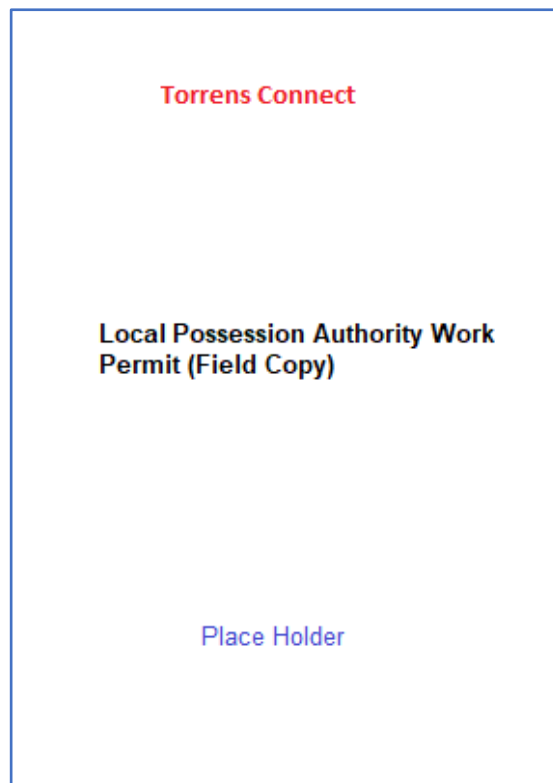 Torrens Connect
Local Possession Authority Work
Permit (Field Copy)
Place Holder